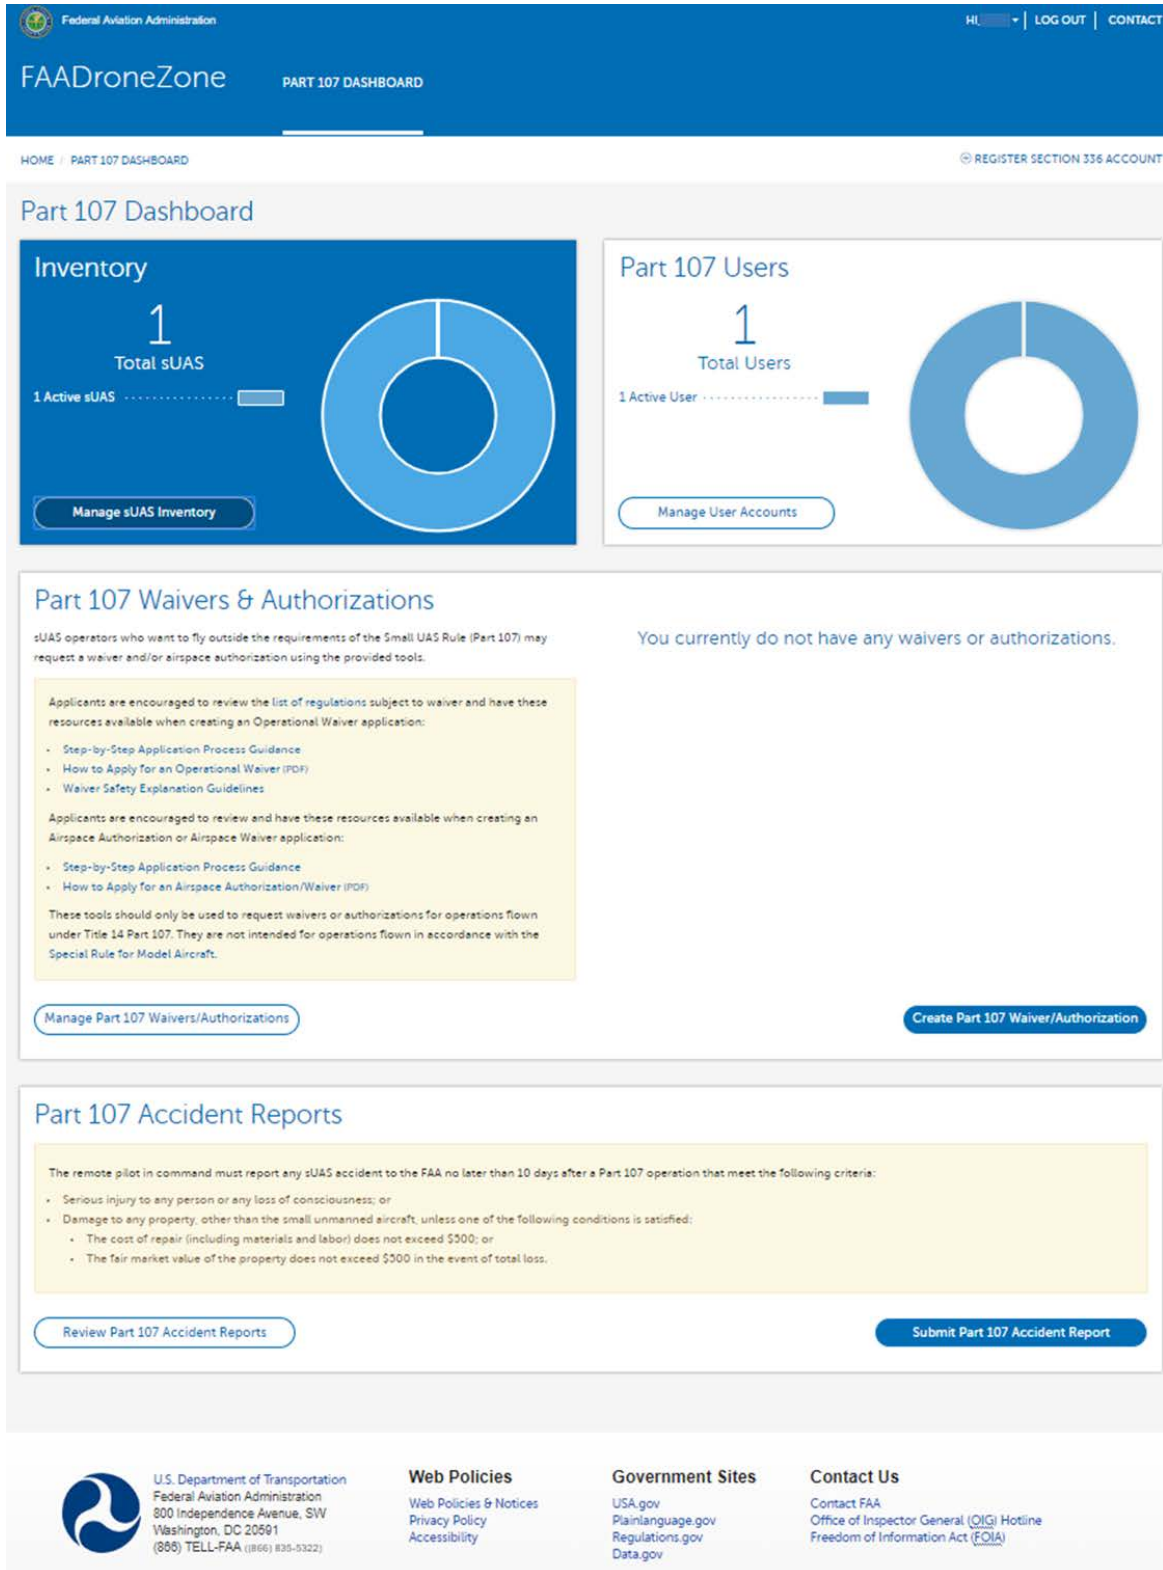 Federal Aviation Administration
HI, LOG OUT | CONTACT
FAADroneZone
PART 107 DASHBOARD
HOME / PART 107 DASHBOARD
REGISTER SECTION 336 ACCOUNT
Part 107 Dashboard
Inventory
1
Total sUAS
1 Active sUAS
Manage sUAS Inventory
Part 107 Users
1
Total Users
1 Active User
Manage User Accounts
Part 107 Waivers & Authorizations
sUAS operators who want to fly outside the requirements of the Small UAS Rule (Part 107) may
request a waiver and/or airspace authorization using the provided tools.
Applicants are encouraged to review the list of regulations subject to waiver and have these
resources available when creating an Operational Waiver application:
• Step-by-Step Application Process Guidance
• How to Apply for an Operational Waiver (PDF)
• Waiver Safety Explanation Guidelines
Applicants are encouraged to review and have these resources available when creating an
Airspace Authorization or Airspace Waiver application:
• Step-by-Step Application Process Guidance
• How to Apply for an Airspace Authorization/Waiver (PDF)
These tools should only be used to request waivers or authorizations for operations flown
under Title 14 Part 107. They are not intended for operations flown in accordance with the
Special Rule for Model Aircraft.
You currently do not have any waivers or authorizations.
Manage Part 107 Waivers/Authorizations
Create Part 107 Waiver/Authorization
Part 107 Accident Reports
The remote pilot in command must report any sUAS accident to the FAA no later than 10 days after a Part 107 operation that meet the following criteria:
• Serious injury to any person or any loss of consciousness; or
• Damage to any property, other than the small unmanned aircraft, unless one of the following conditions is satisfied:
• The cost of repair (including materials and labor) does not exceed $500; or
• The fair market value of the property does not exceed $500 in the event of total loss.
Review Part 107 Accident Reports
Submit Part 107 Accident Report
U.S. Department of Transportation
Federal Aviation Administration
800 Independence Avenue, SW
Washington, DC 20591
(866) TELL-FAA ((866) 835-5322)
Web Policies
Web Policies & Notices
Privacy Policy
Accessibility
Government Sites
USA.gov
Plainlanguage.gov
Regulations.gov
Data.gov
Contact Us
Contact FAA
Office of Inspector General (OIG) Hotline
Freedom of Information Act (FOIA)